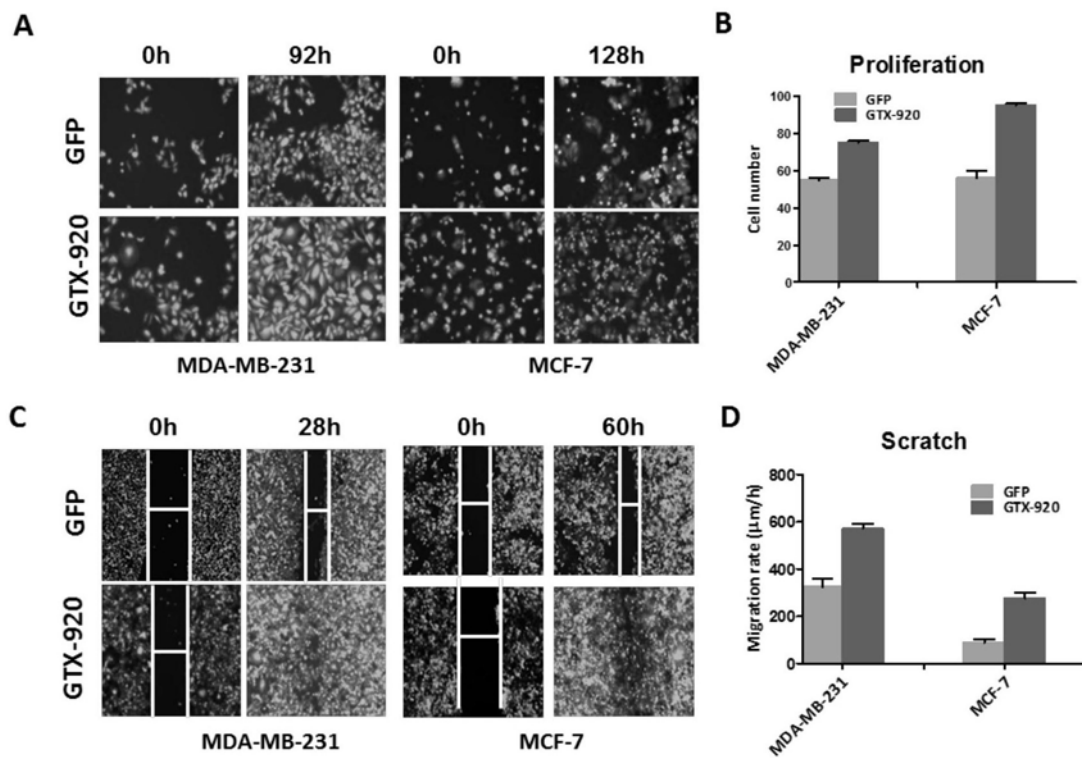 A
0h 92h 0h 128h
GFP
GTX-920
MDA-MB-231 MCF-7
B
Proliferation
GFP
GTX-920
Cell number
100
80
60
40
20
0
MDA-MB-231
MCF-7
C
0h 28h 0h 60h
GFP
GTX-920
MDA-MB-231 MCF-7
D
Scratch
GFP
GTX-920
Migration rate (μm/h)
800
600
400
200
0
MDA-MB-231
MCF-7